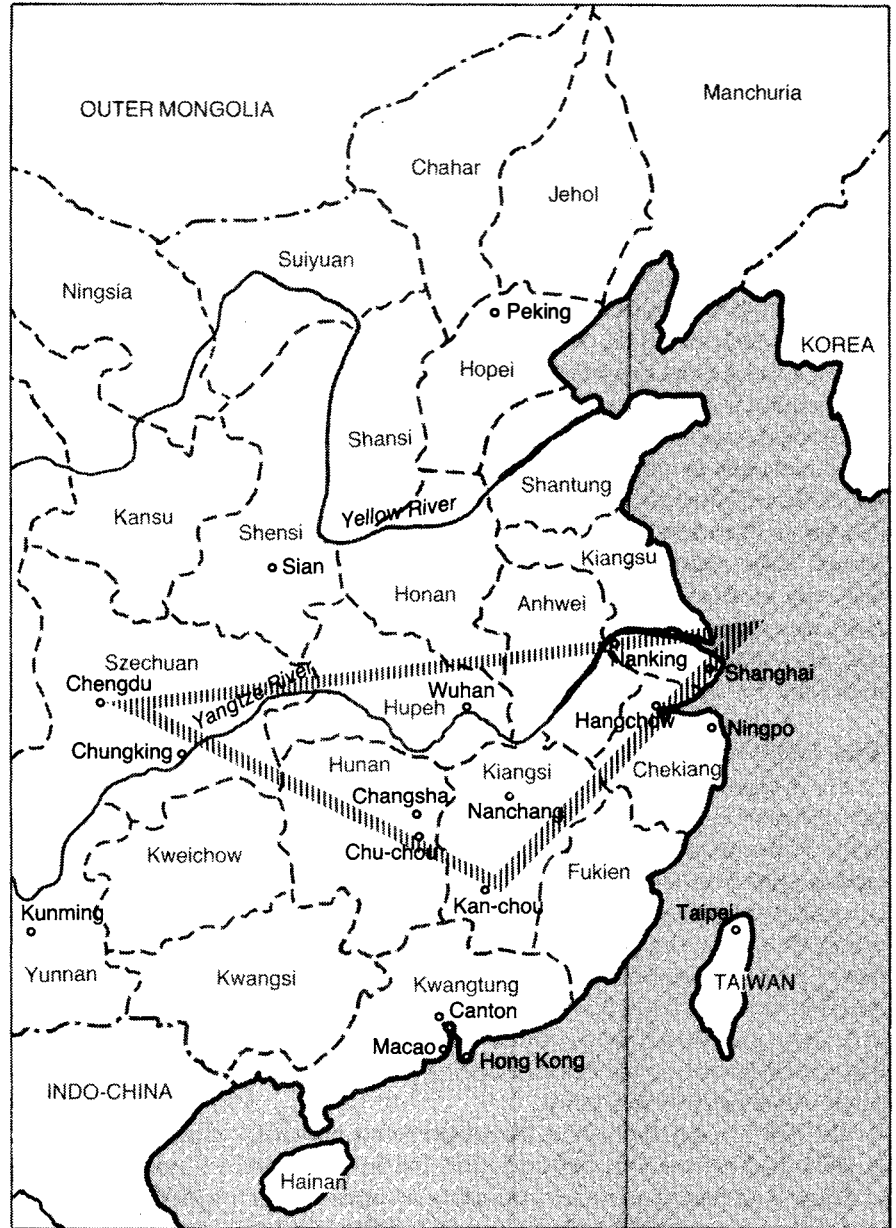 OUTER MONGOLIA
Manchuria
Chahar
Jehol
Suiyuan
Ningsia
Peking
KOREA
Hopei
Shansi
Shantung
Yellow River
Kansu
Shensi
Kiangsu
Sian
Honan
Anhwei
Szechuan
Nanking
Shanghai
Chengdu
Yangtze River
Wuhan
Hupeh
Hangchow
Ningpo
Chungking
Hunan
Kiangsi
Chekiang
Changsha
Nanchang
Chu-chou
Kweichow
Fukien
Kan-chou
Kunming
Taipei
Yunnan
Kwangsi
Kwangtung
TAIWAN
Canton
Macao
Hong Kong
INDO-CHINA
Hainan